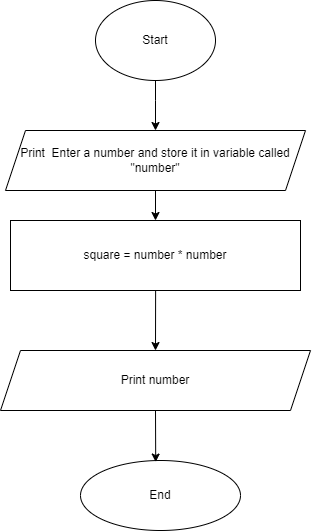 Start
Print  Enter a number and store it in variable called
"number"
square = number * number
Print number
End